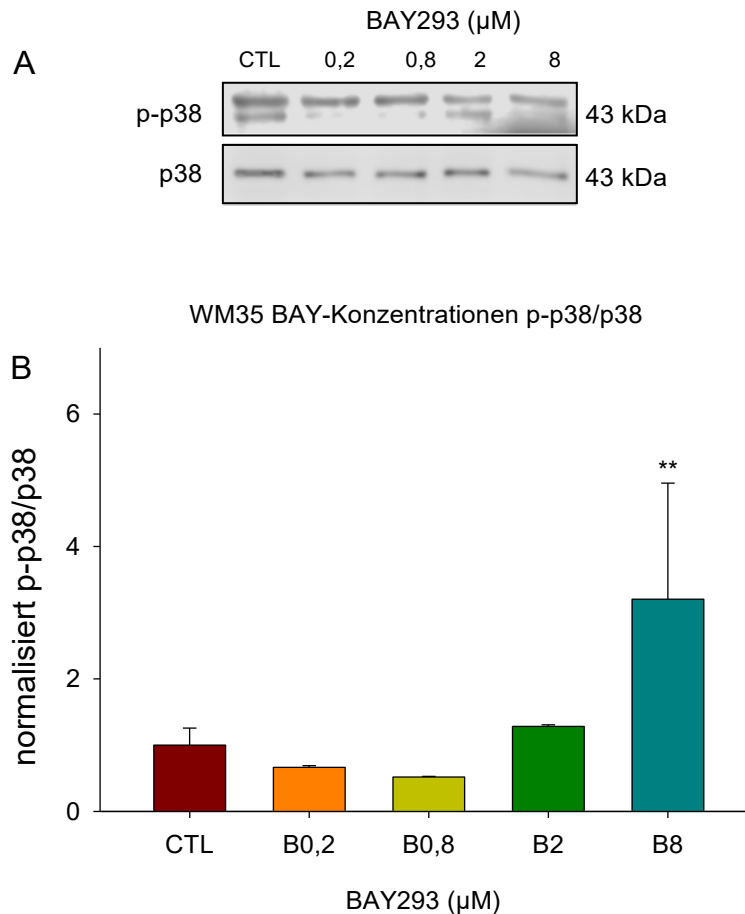 BAY293 (µM)
A
CTL 0,2 0,8 2 8
p-p38 43 kDa
p38 43 kDa
WM35 BAY-Konzentrationen p-p38/p38
B
normalisiert p-p38/p38
6
4
2
0
**
CTL B0,2 B0,8 B2 B8
BAY293 (µM)